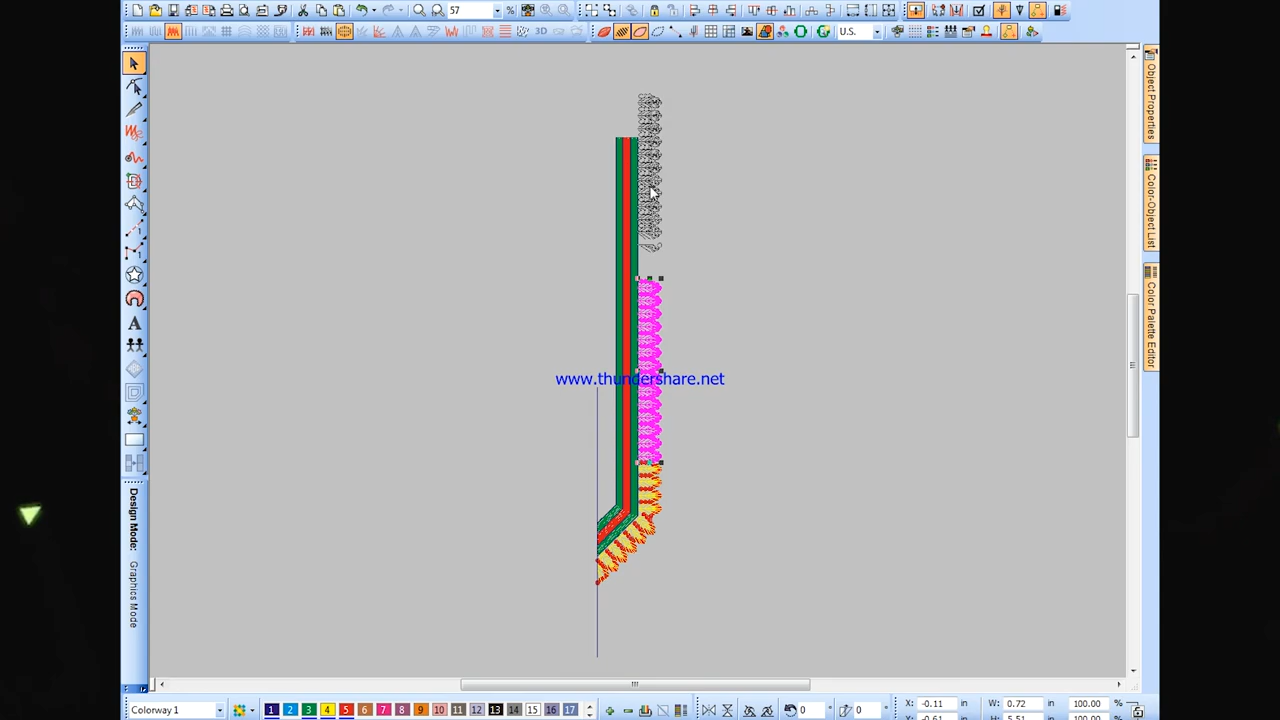 57 %
3D U.S.
Object Properties
Color-Object List
Color Palette Editor
A
www.thundershare.net
Design Mode:
Graphics Mode
Colorway 1 1 2 3 4 5 6 7 8 9 10 11 12 13 14 15 16 17 0 0 X: -0.11 W: 0.72 100.00 %